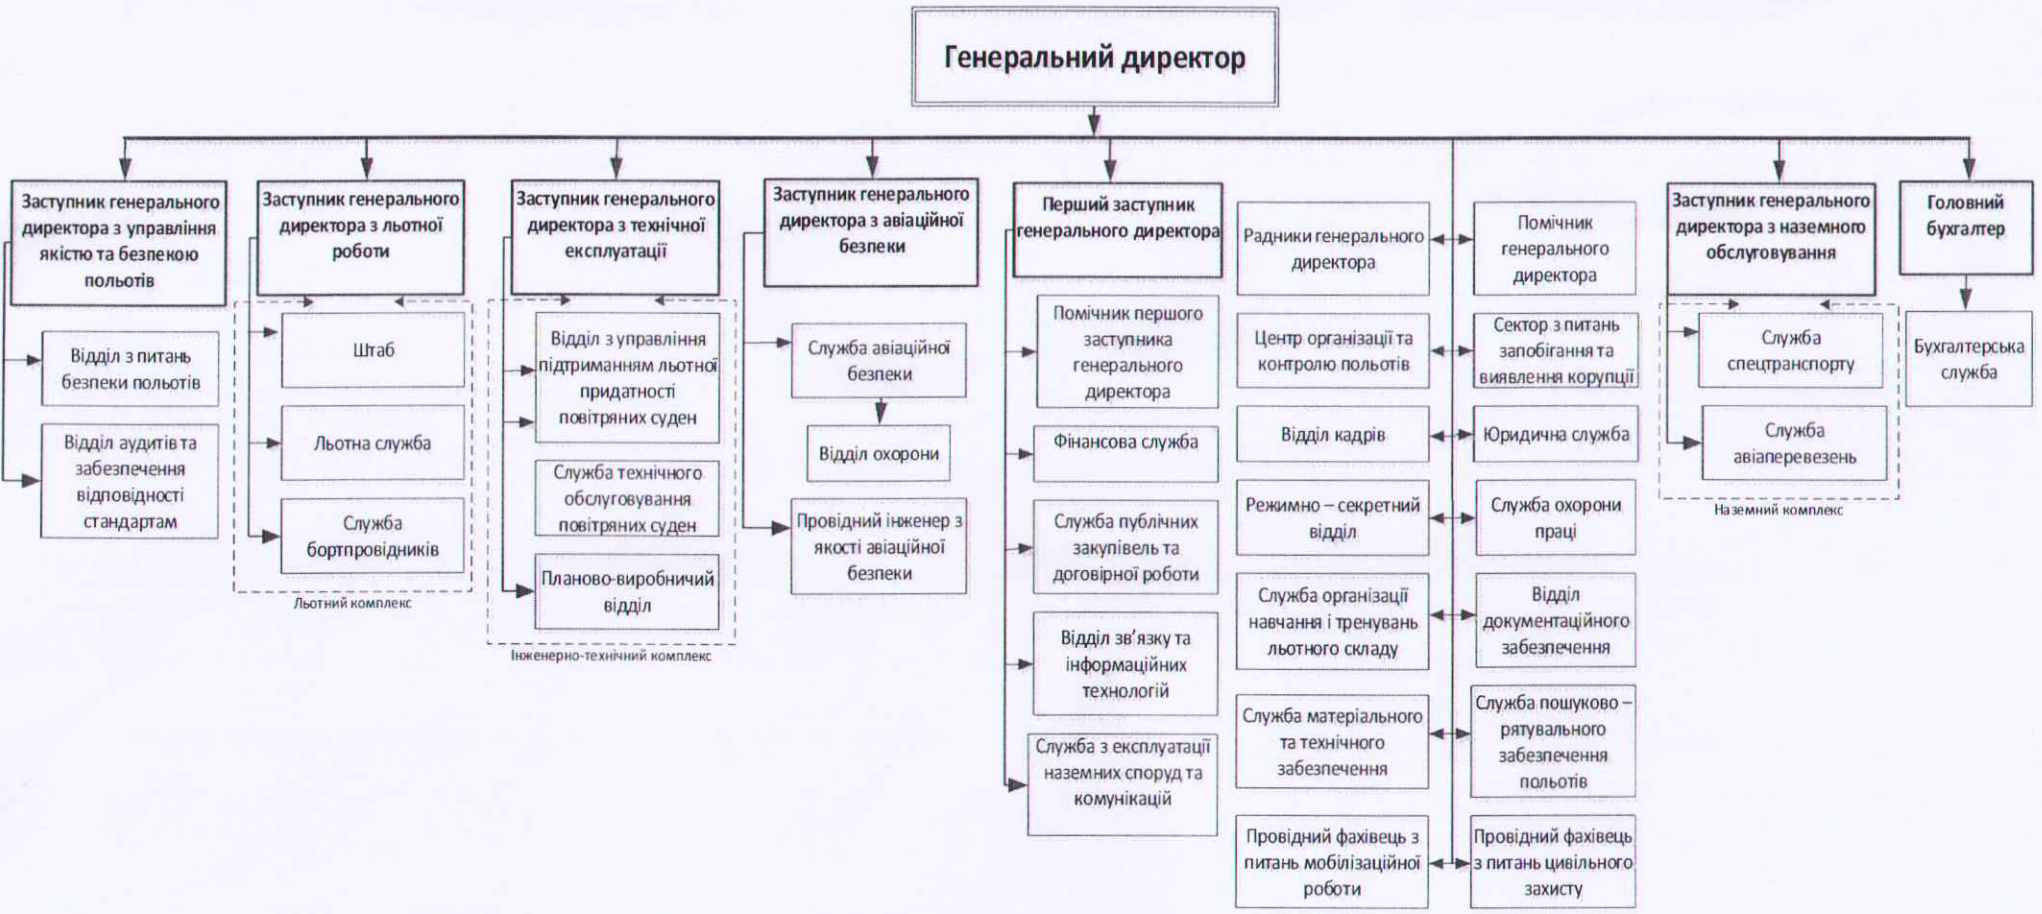 Генеральний директор
Заступник генерального
директора з управління
якістю та безпекою
польотів
Відділ з питань
безпеки польотів
Відділ аудитів та
забезпечення
відповідності
стандартам
Заступник генерального
директора з льотної
роботи
Штаб
Льотна служба
Служба
бортпровідників
Льотний комплекс
Заступник генерального
директора з технічної
експлуатації
Відділ з управління
підтриманням льотної
придатності
повітряних суден
Служба технічного
обслуговування
повітряних суден
Планово-виробничий
відділ
Інженерно-технічний комплекс
Заступник генерального
директора з авіаційної
безпеки
Служба авіаційної
безпеки
Відділ охорони
Провідний інженер з
якості авіаційної
безпеки
Перший заступник
генерального директора
Помічник першого
заступника
генерального
директора
Фінансова служба
Служба публічних
закупівель та
договірної роботи
Відділ зв’язку та
інформаційних
технологій
Служба з експлуатації
наземних споруд та
комунікацій
Радники генерального
директора
Центр організації та
контролю польотів
Відділ кадрів
Режимно – секретний
відділ
Служба організації
навчання і тренувань
льотного складу
Служба матеріального
та технічного
забезпечення
Провідний фахівець з
питань мобілізаційної
роботи
Помічник
генерального
директора
Сектор з питань
запобігання та
виявлення корупції
Юридична служба
Служба охорони
праці
Відділ
документаційного
забезпечення
Служба пошуково –
рятувального
забезпечення
польотів
Провідний фахівець
з питань цивільного
захисту
Заступник генерального
директора з наземного
обслуговування
Служба
спецтранспорту
Служба
авіаперевезень
Наземний комплекс
Головний
бухгалтер
Бухгалтерська
служба